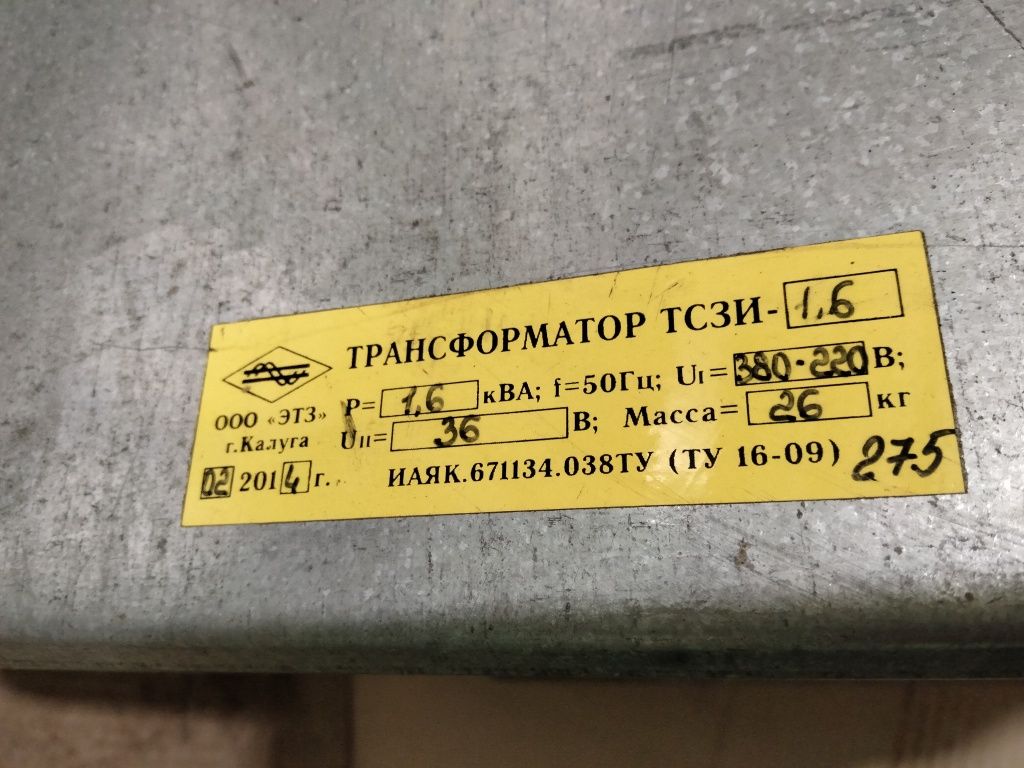 ТРАНСФОРМАТОР ТСЗИ-1,6
ООО «ЭТЗ»
г.Калуга
02 2014 г.
P= 1,6 кВА; f=50Гц; UI= 380-220 В;
UII= 36 В; Масса= 26 кг
ИАЯК.671134.038ТУ (ТУ 16-09) 275